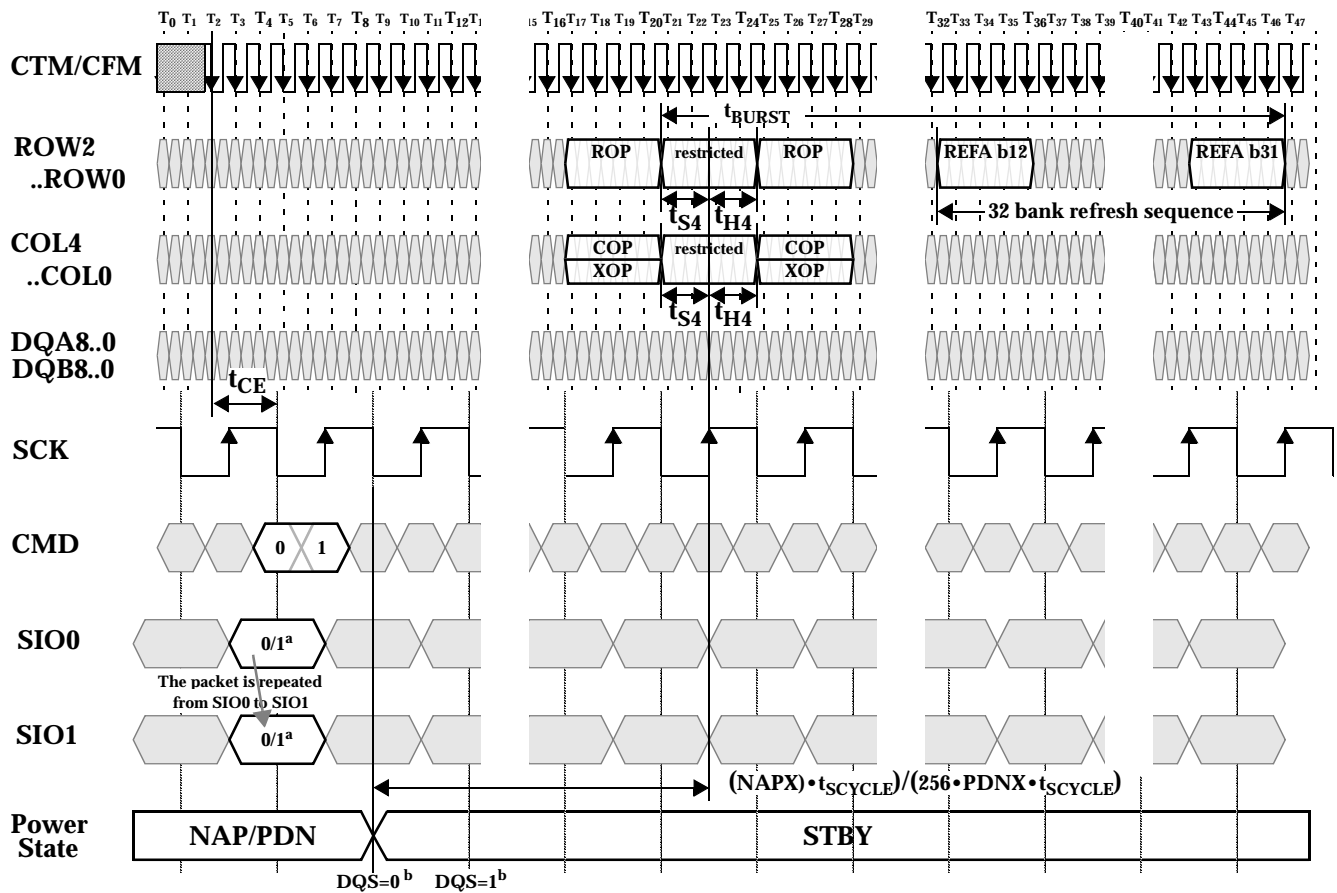 T0 T1 T2 T3 T4 T5 T6 T7 T8 T9 T10 T11 T12 T1 15 T16 T17 T18 T19 T20 T21 T22 T23 T24 T25 T26 T27 T28 T29 T32 T33 T34 T35 T36 T37 T38 T39 T40 T41 T42 T43 T44 T45 T46 T47
CTM/CFM
tBURST
ROW2
..ROW0
ROP restricted ROP REFA b12 REFA b31
tS4 tH4
32 bank refresh sequence
COL4
..COL0
COP restricted COP
XOP XOP
tS4 tH4
DQA8..0
DQB8..0
tCE
SCK
CMD
0 1
SIO0
0/1a
The packet is repeated
from SIO0 to SIO1
SIO1
0/1a
(NAPX)•tSCYCLE)/(256•PDNX•tSCYCLE)
Power
State
NAP/PDN STBY
DQS=0 b DQS=1b